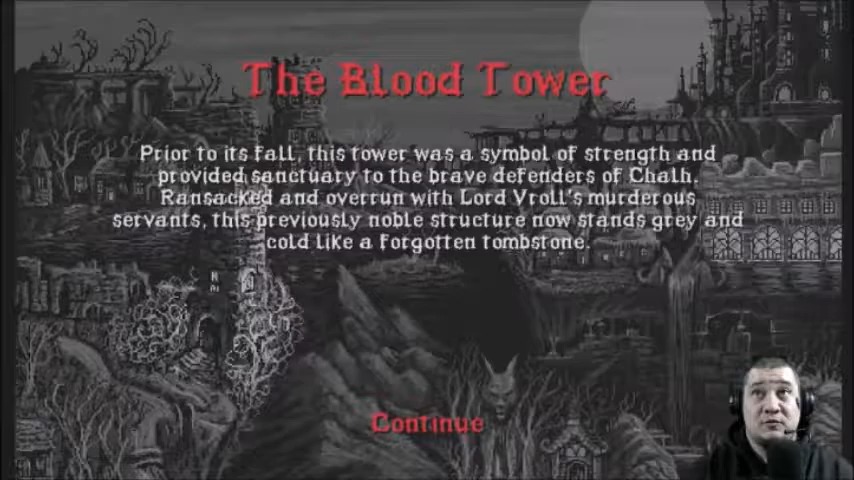 The Blood Tower
Prior to its fall, this tower was a symbol of strength and
provided sanctuary to the brave defenders of Chalh.
Ransacked and overrun with Lord Vroll's murderous
servants, this previously noble structure now stands grey and
cold like a forgotten tombstone.
Continue